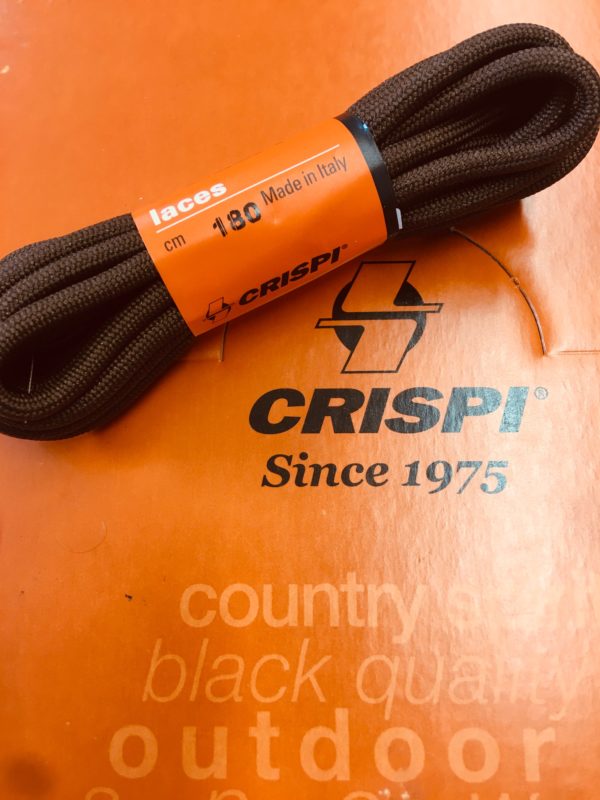 laces
cm 180 Made in Italy
CRISPI®
CRISPI®
Since 1975
country
black quality
outdoor